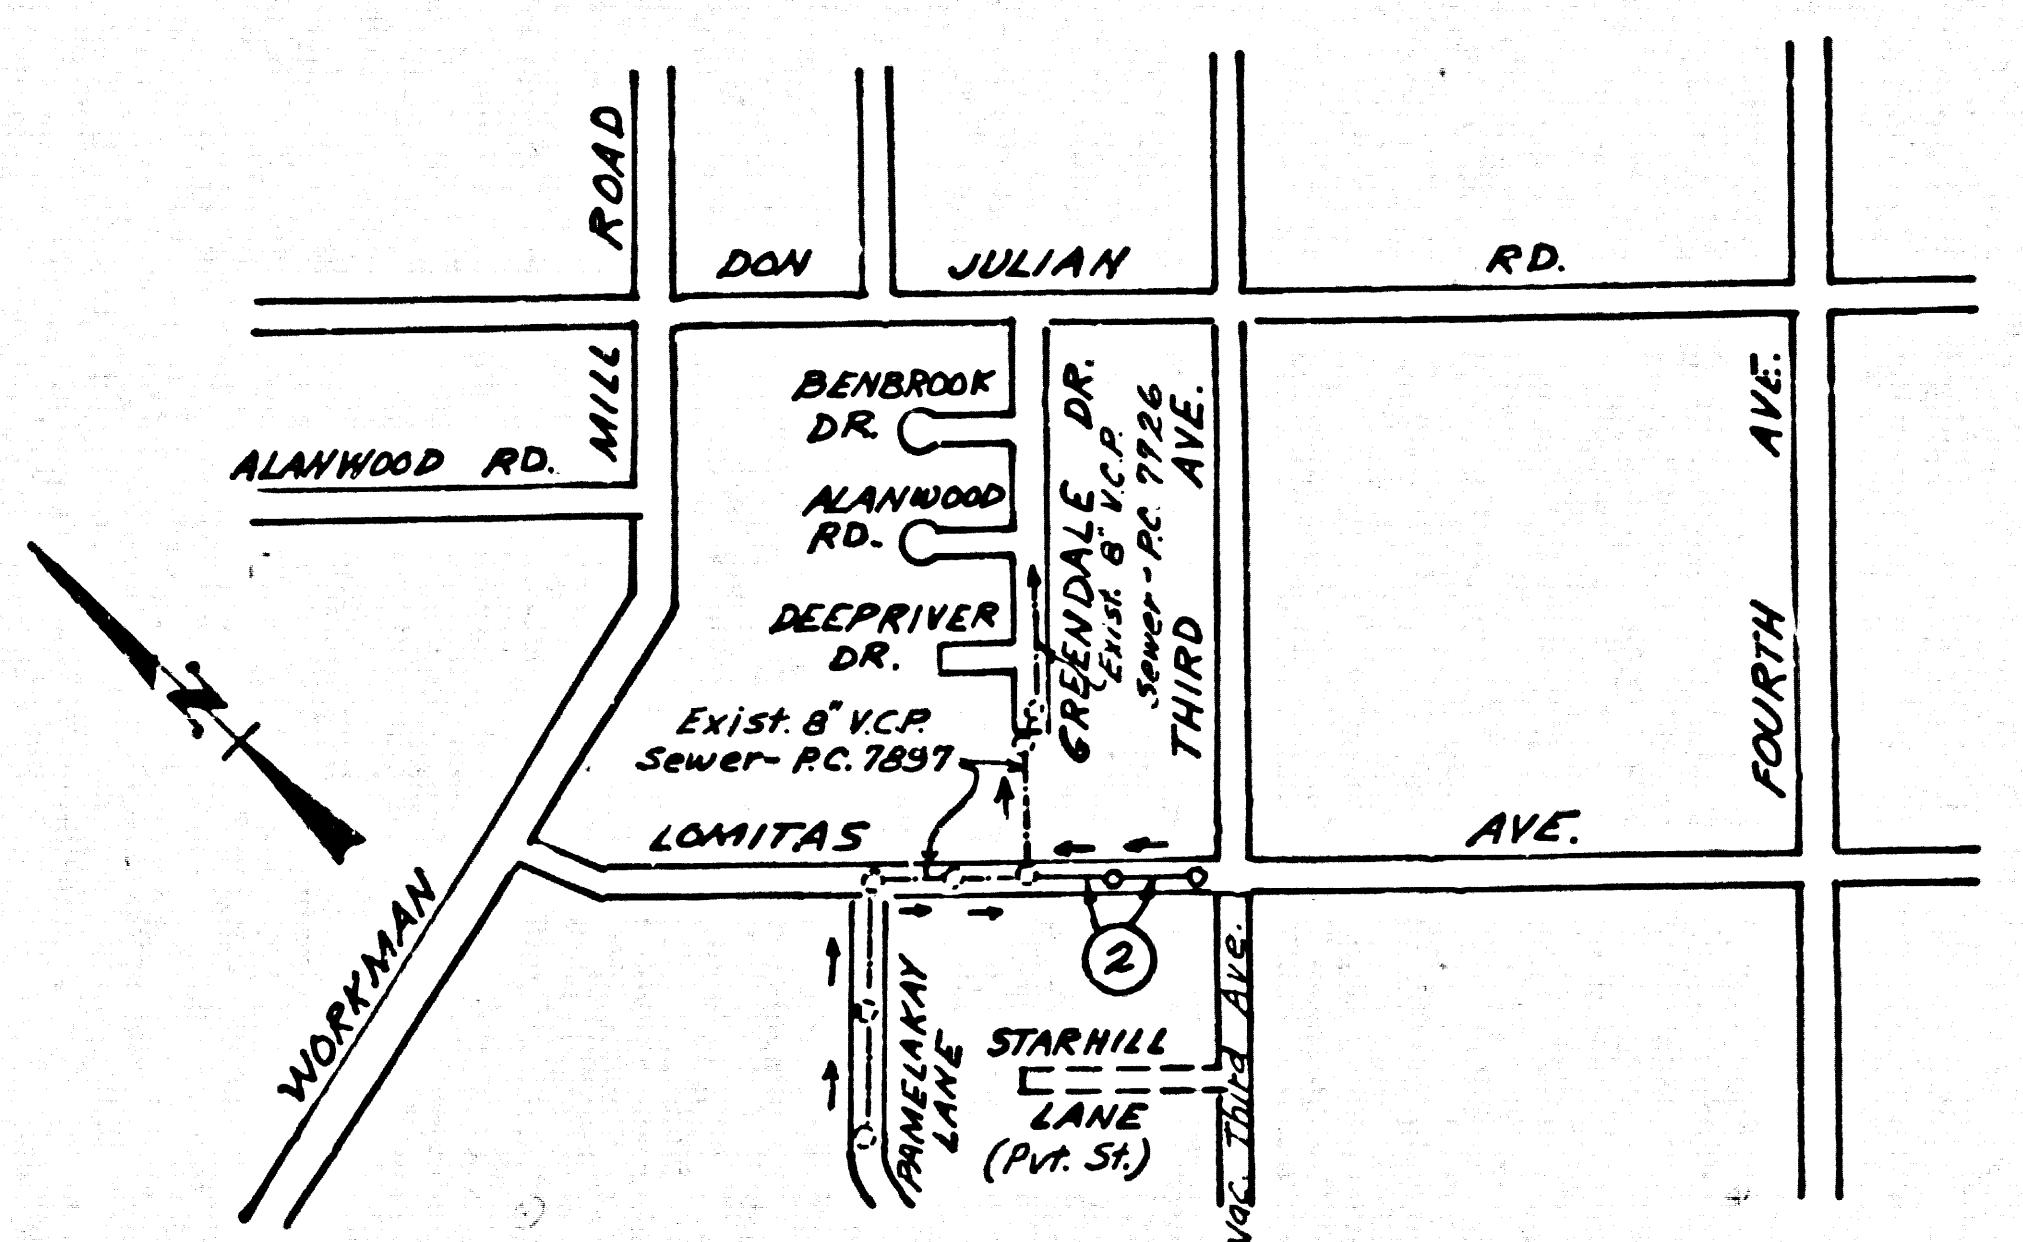 ROAD
DON JULIAN RD.
MILL
BENBROOK
DR.
ALANWOOD RD.
ALANWOOD
RD.
DEEPRIVER
DR.
GREENDALE DR.
Exist. 8" V.C.P.
Sewer - P.C. 7926
THIRD AVE.
FOURTH AVE.
N
Exist. 8" V.C.P.
Sewer - P.C. 7897
LOMITAS AVE.
WORKMAN
2
PAMELAKAY
LANE
STARHILL
LANE
(Pvt. St.)
Vac. Third Ave.